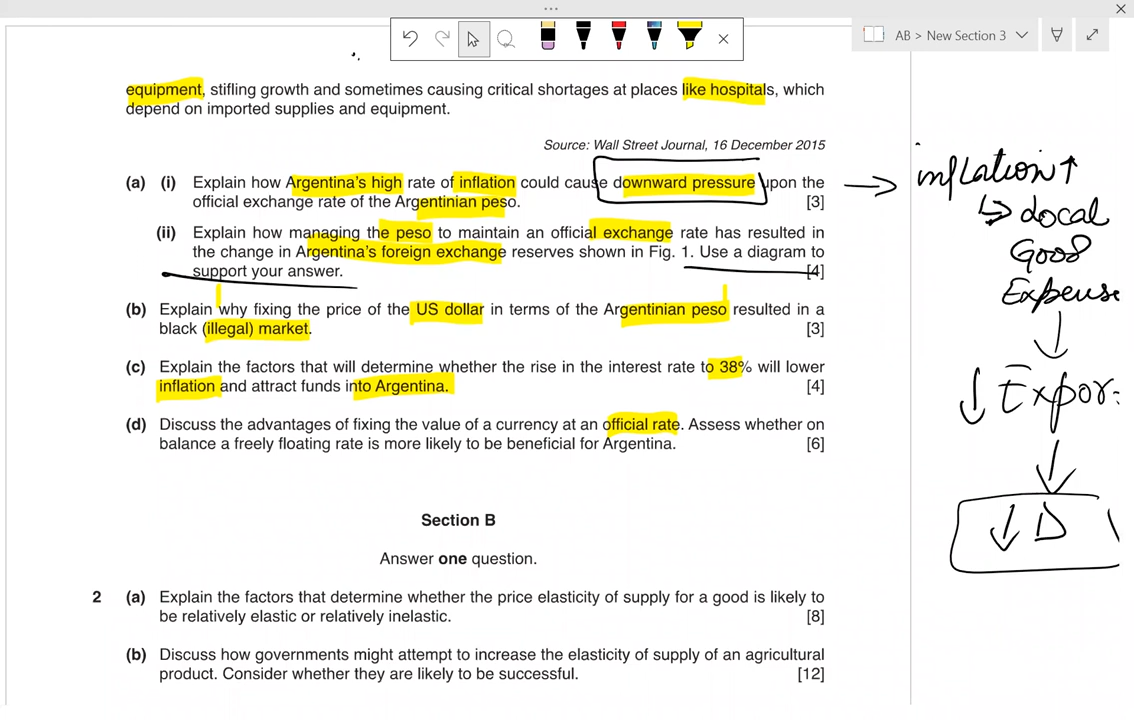 AB > New Section 3
equipment, stifling growth and sometimes causing critical shortages at places like hospitals, which
depend on imported supplies and equipment.
Source: Wall Street Journal, 16 December 2015
(a) (i) Explain how Argentina's high rate of inflation could cause downward pressure upon the
official exchange rate of the Argentinian peso. [3]
(ii) Explain how managing the peso to maintain an official exchange rate has resulted in
the change in Argentina's foreign exchange reserves shown in Fig. 1. Use a diagram to
support your answer. [4]
(b) Explain why fixing the price of the US dollar in terms of the Argentinian peso resulted in a
black (illegal) market. [3]
(c) Explain the factors that will determine whether the rise in the interest rate to 38% will lower
inflation and attract funds into Argentina. [4]
(d) Discuss the advantages of fixing the value of a currency at an official rate. Assess whether on
balance a freely floating rate is more likely to be beneficial for Argentina. [6]
Section B
Answer one question.
2 (a) Explain the factors that determine whether the price elasticity of supply for a good is likely to
be relatively elastic or relatively inelastic. [8]
(b) Discuss how governments might attempt to increase the elasticity of supply of an agricultural
product. Consider whether they are likely to be successful. [12]
→ inflation ↑
↳ local
Good
Expense
↓
↓ Expor
↓
↓ D